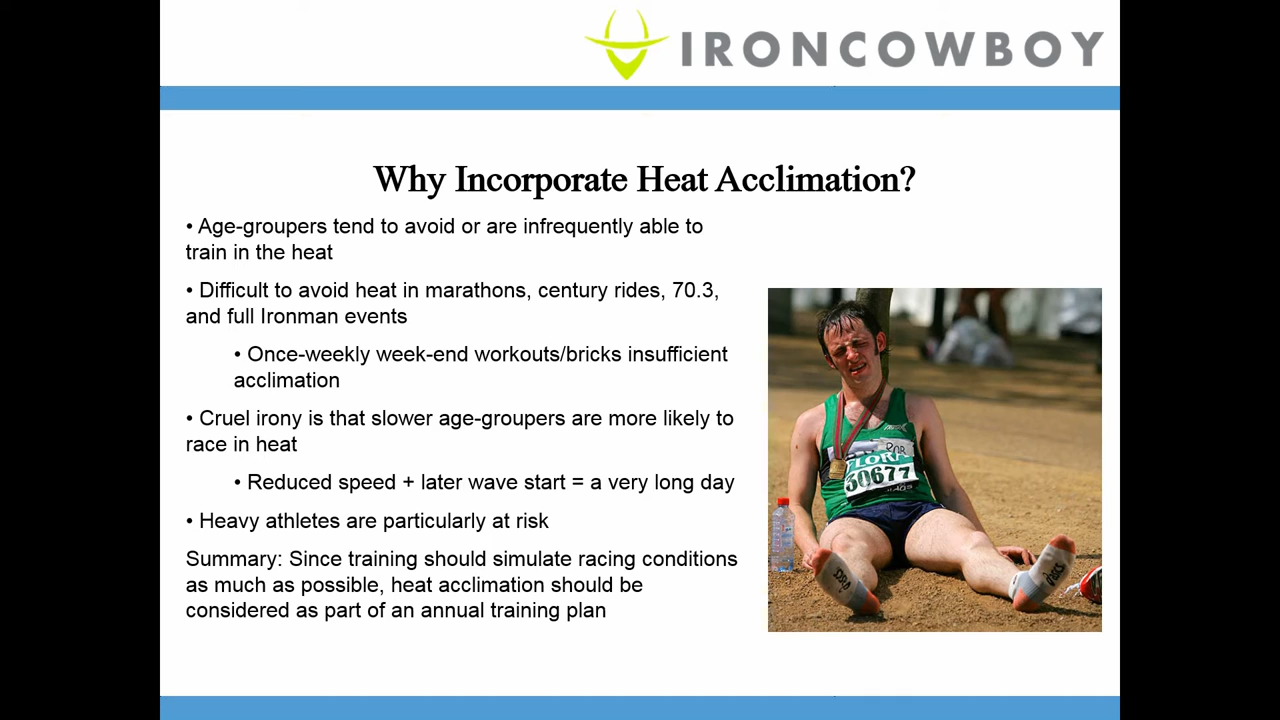 IRONCOWBOY
Why Incorporate Heat Acclimation?
• Age-groupers tend to avoid or are infrequently able to
train in the heat
• Difficult to avoid heat in marathons, century rides, 70.3,
and full Ironman events
• Once-weekly week-end workouts/bricks insufficient
acclimation
• Cruel irony is that slower age-groupers are more likely to
race in heat
• Reduced speed + later wave start = a very long day
• Heavy athletes are particularly at risk
Summary: Since training should simulate racing conditions
as much as possible, heat acclimation should be
considered as part of an annual training plan
FLORA
50677